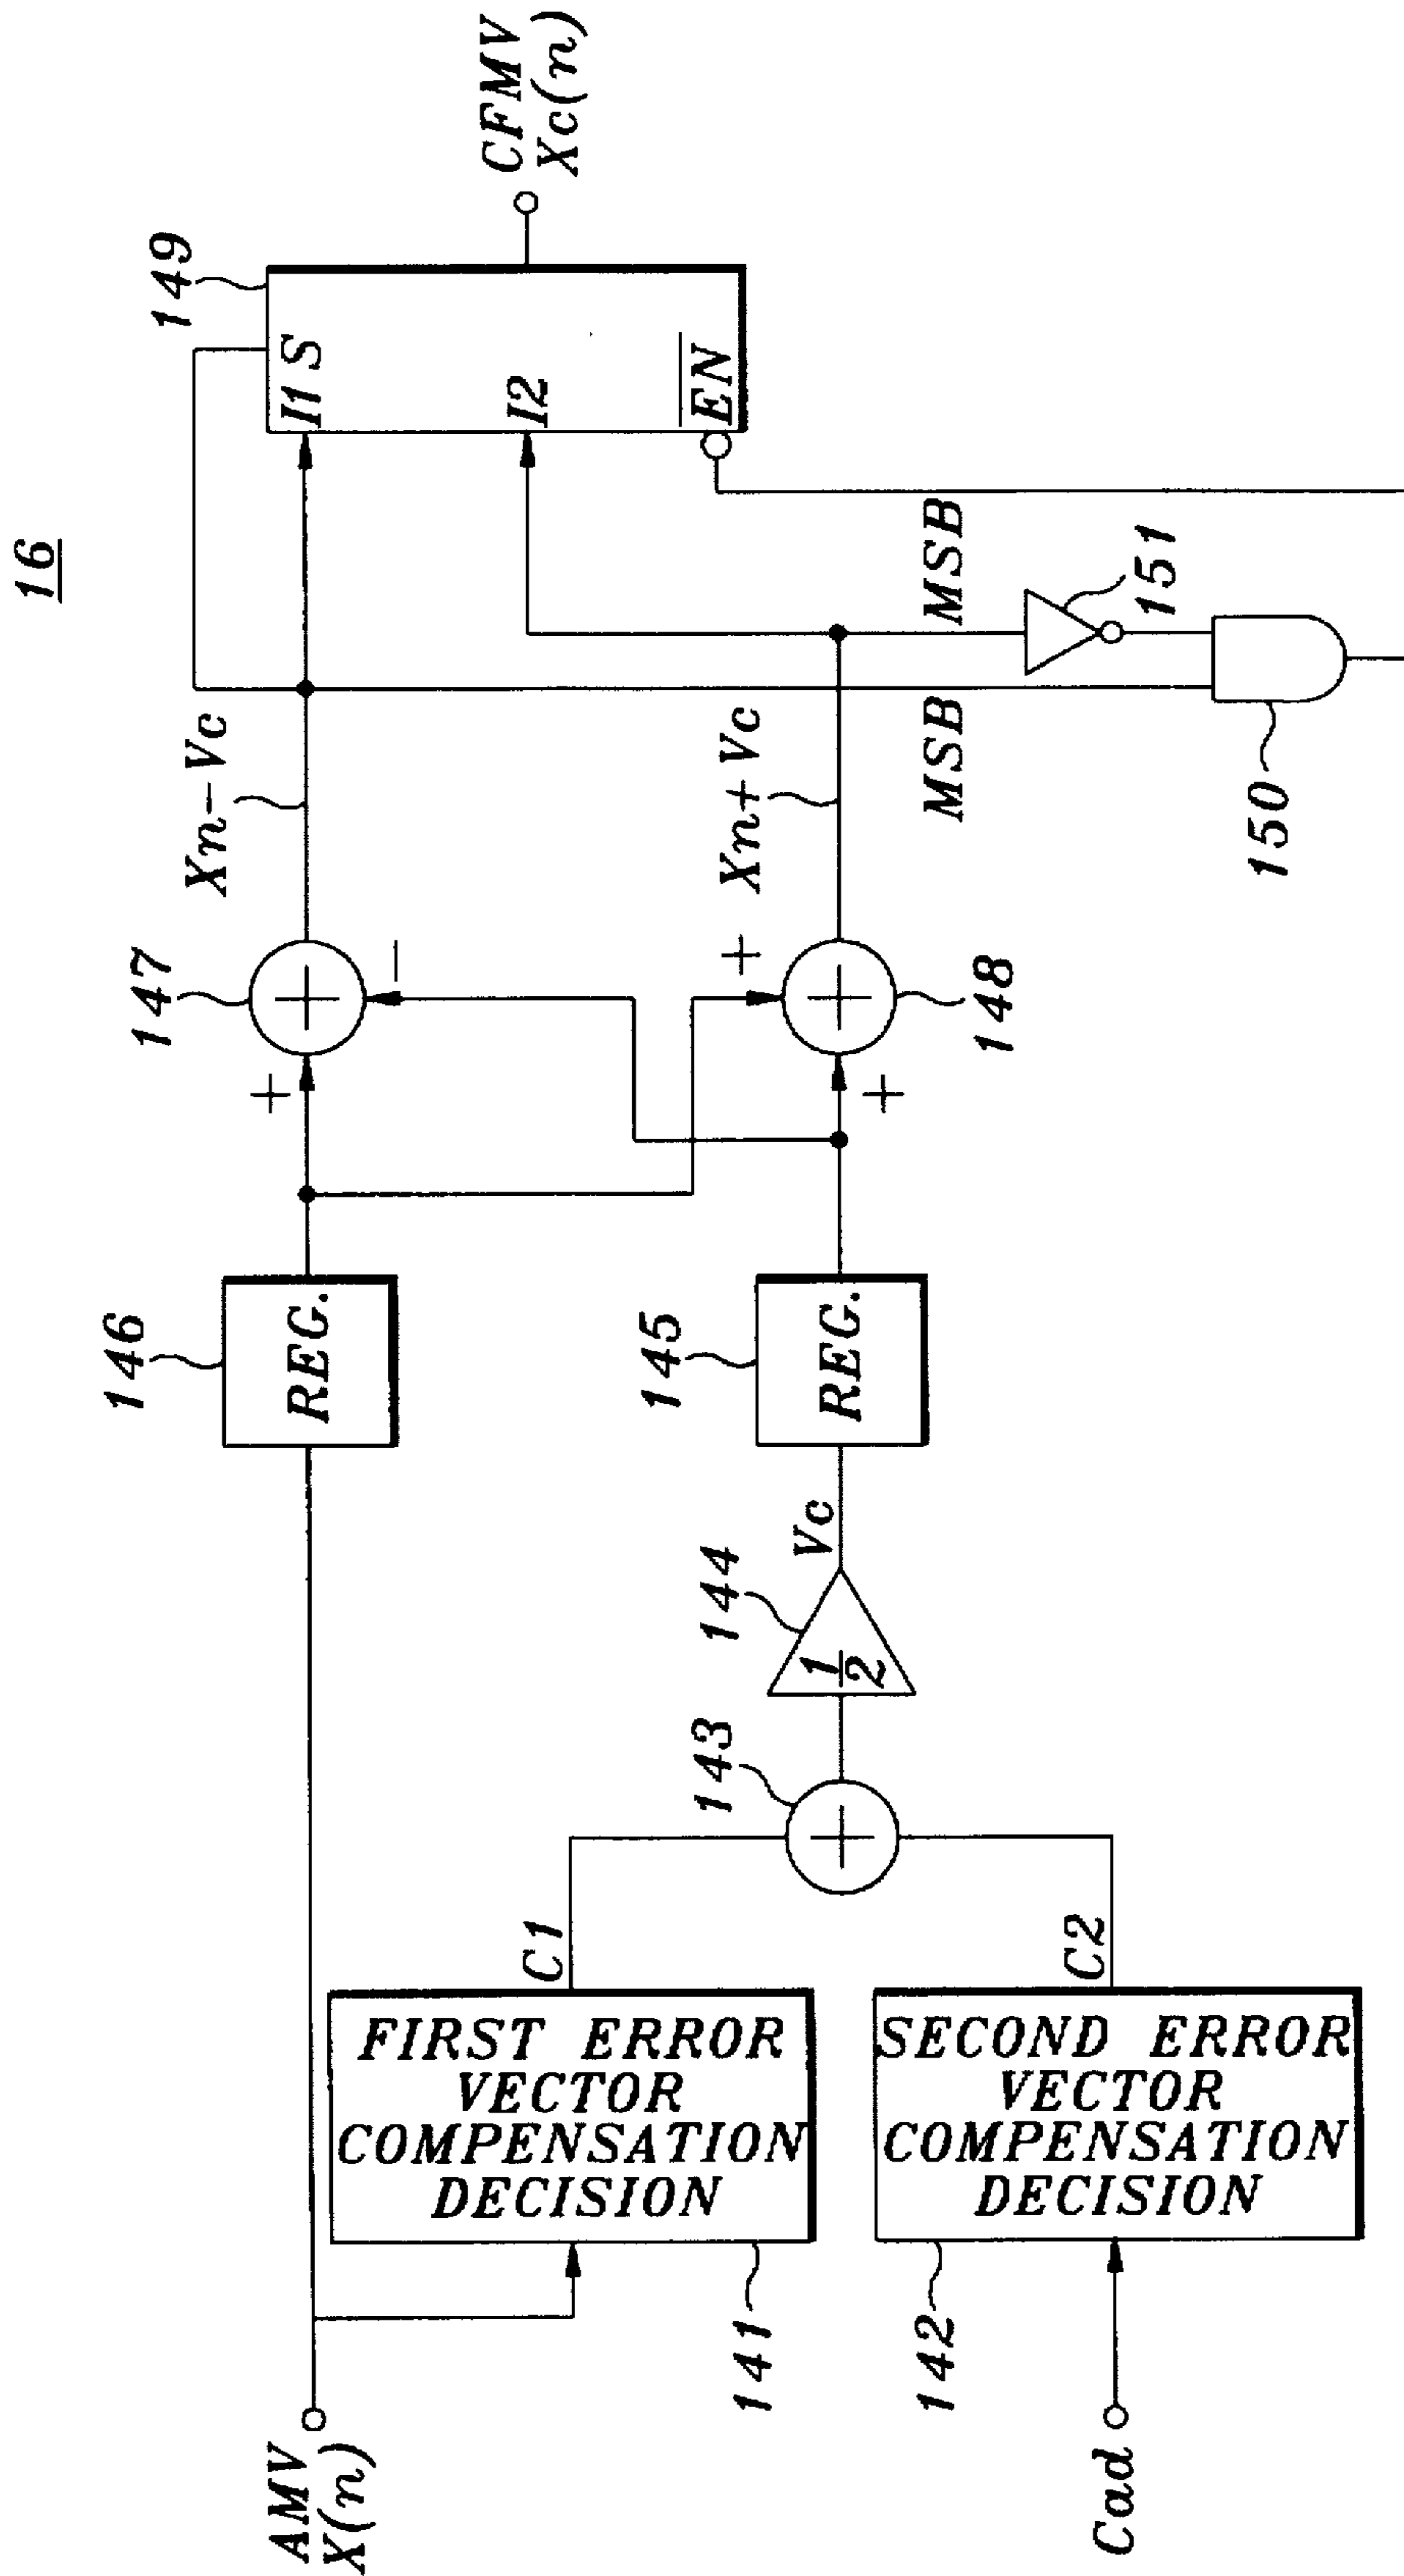 16
AMV
X(n)
Cad
141
FIRST ERROR
VECTOR
COMPENSATION
DECISION
142
SECOND ERROR
VECTOR
COMPENSATION
DECISION
C1
C2
143
144
1
2
Vc
146
REG.
145
REG.
147
+
−
148
+
+
Xn−Vc
Xn+Vc
MSB
MSB
150
151
149
I1 S
I2
EN
CFMV
Xc(n)